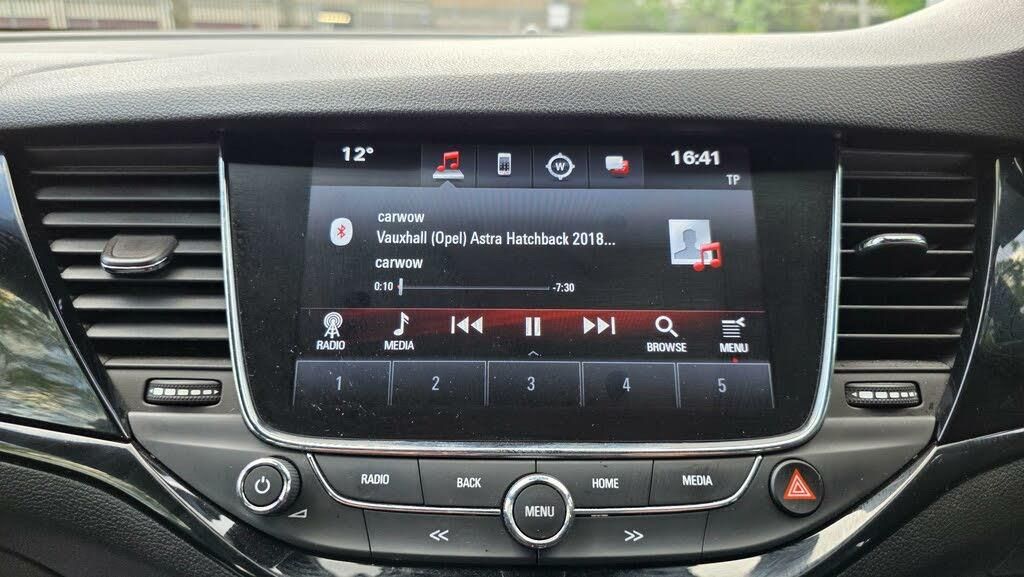 12°
W
16:41
TP
carwow
Vauxhall (Opel) Astra Hatchback 2018...
carwow
0:10
-7:30
RADIO
MEDIA
BROWSE
MENU
1 2 3 4 5
RADIO
BACK
HOME
MEDIA
MENU
<<
>>